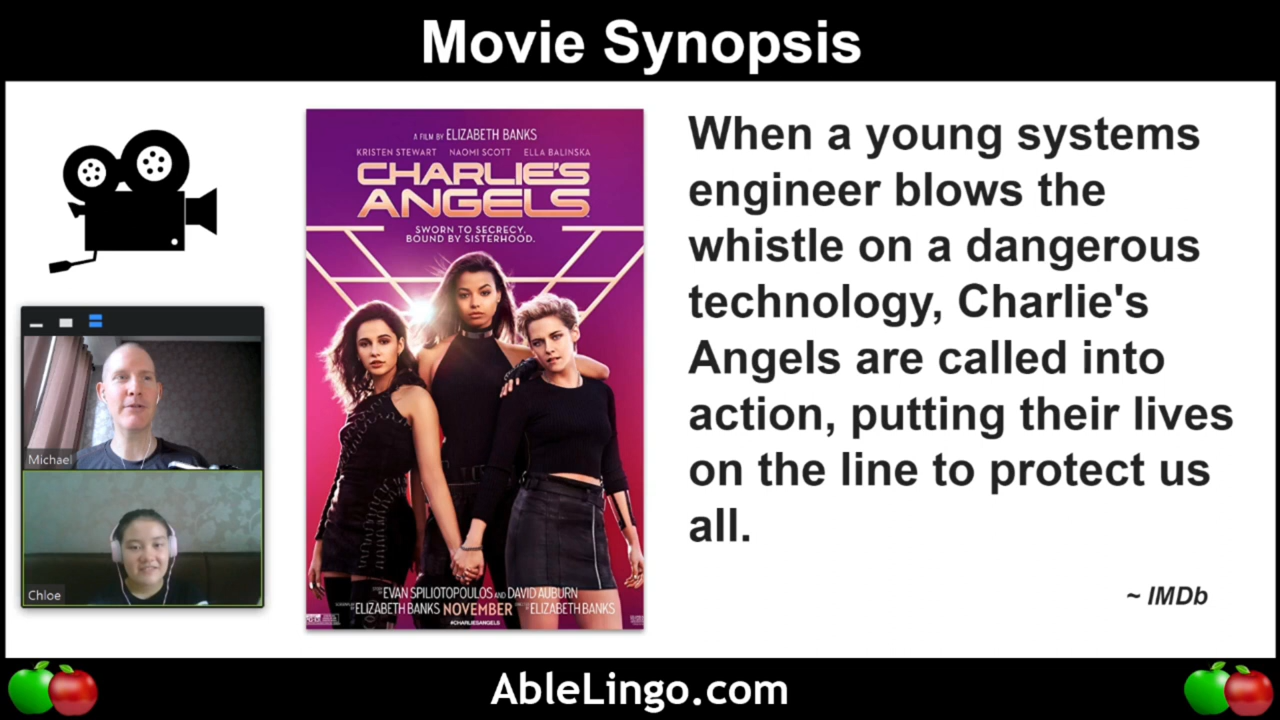 Movie Synopsis
A FILM BY ELIZABETH BANKS
KRISTEN STEWART NAOMI SCOTT ELLA BALINSKA
CHARLIE'S
ANGELS
SWORN TO SECRECY.
BOUND BY SISTERHOOD.
EVAN SPILIOTOPOULOS AND DAVID AUBURN
ELIZABETH BANKS NOVEMBER ELIZABETH BANKS
#CHARLIESANGELS
When a young systems
engineer blows the
whistle on a dangerous
technology, Charlie's
Angels are called into
action, putting their lives
on the line to protect us
all.
~ IMDb
Michael
Chloe
AbleLingo.com